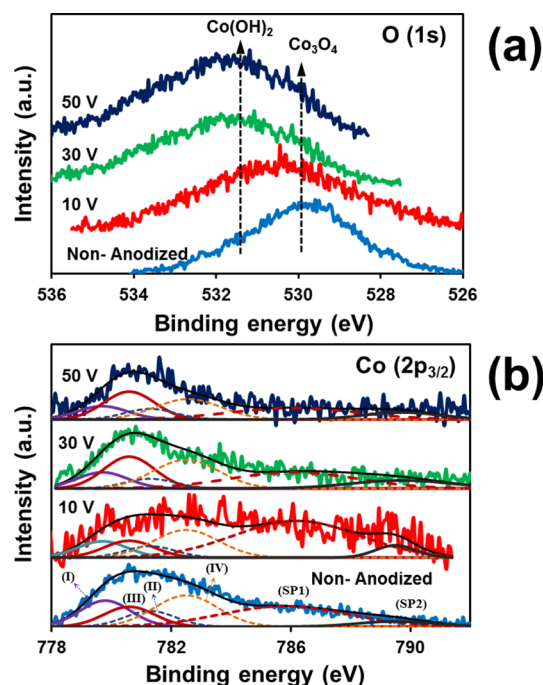 O (1s)
(a)
Co(OH)₂
Co₃O₄
50 V
30 V
10 V
Non- Anodized
Intensity (a.u.)
536 534 532 530 528 526
Binding energy (eV)
Co (2p₃/₂)
(b)
50 V
30 V
10 V
Non- Anodized
(I)
(II)
(III)
(IV)
(SP1)
(SP2)
Intensity (a.u.)
778 782 786 790
Binding energy (eV)